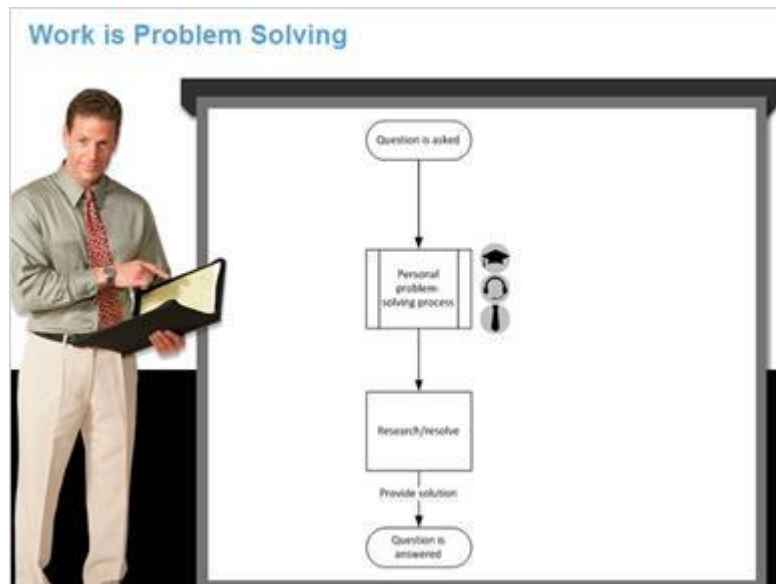 Work is Problem Solving
Question is asked
Personal
problem-
solving process
Research/resolve
Provide solution
Question is
answered